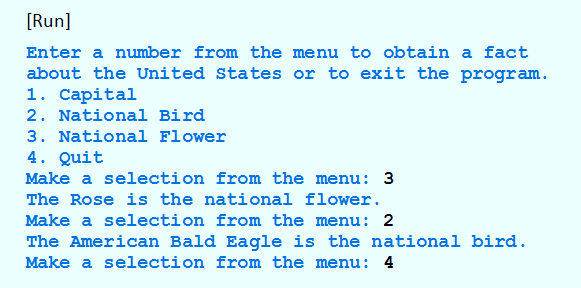 [Run]
Enter a number from the menu to obtain a fact
about the United States or to exit the program.
1. Capital
2. National Bird
3. National Flower
4. Quit
Make a selection from the menu: 3
The Rose is the national flower.
Make a selection from the menu: 2
The American Bald Eagle is the national bird.
Make a selection from the menu: 4